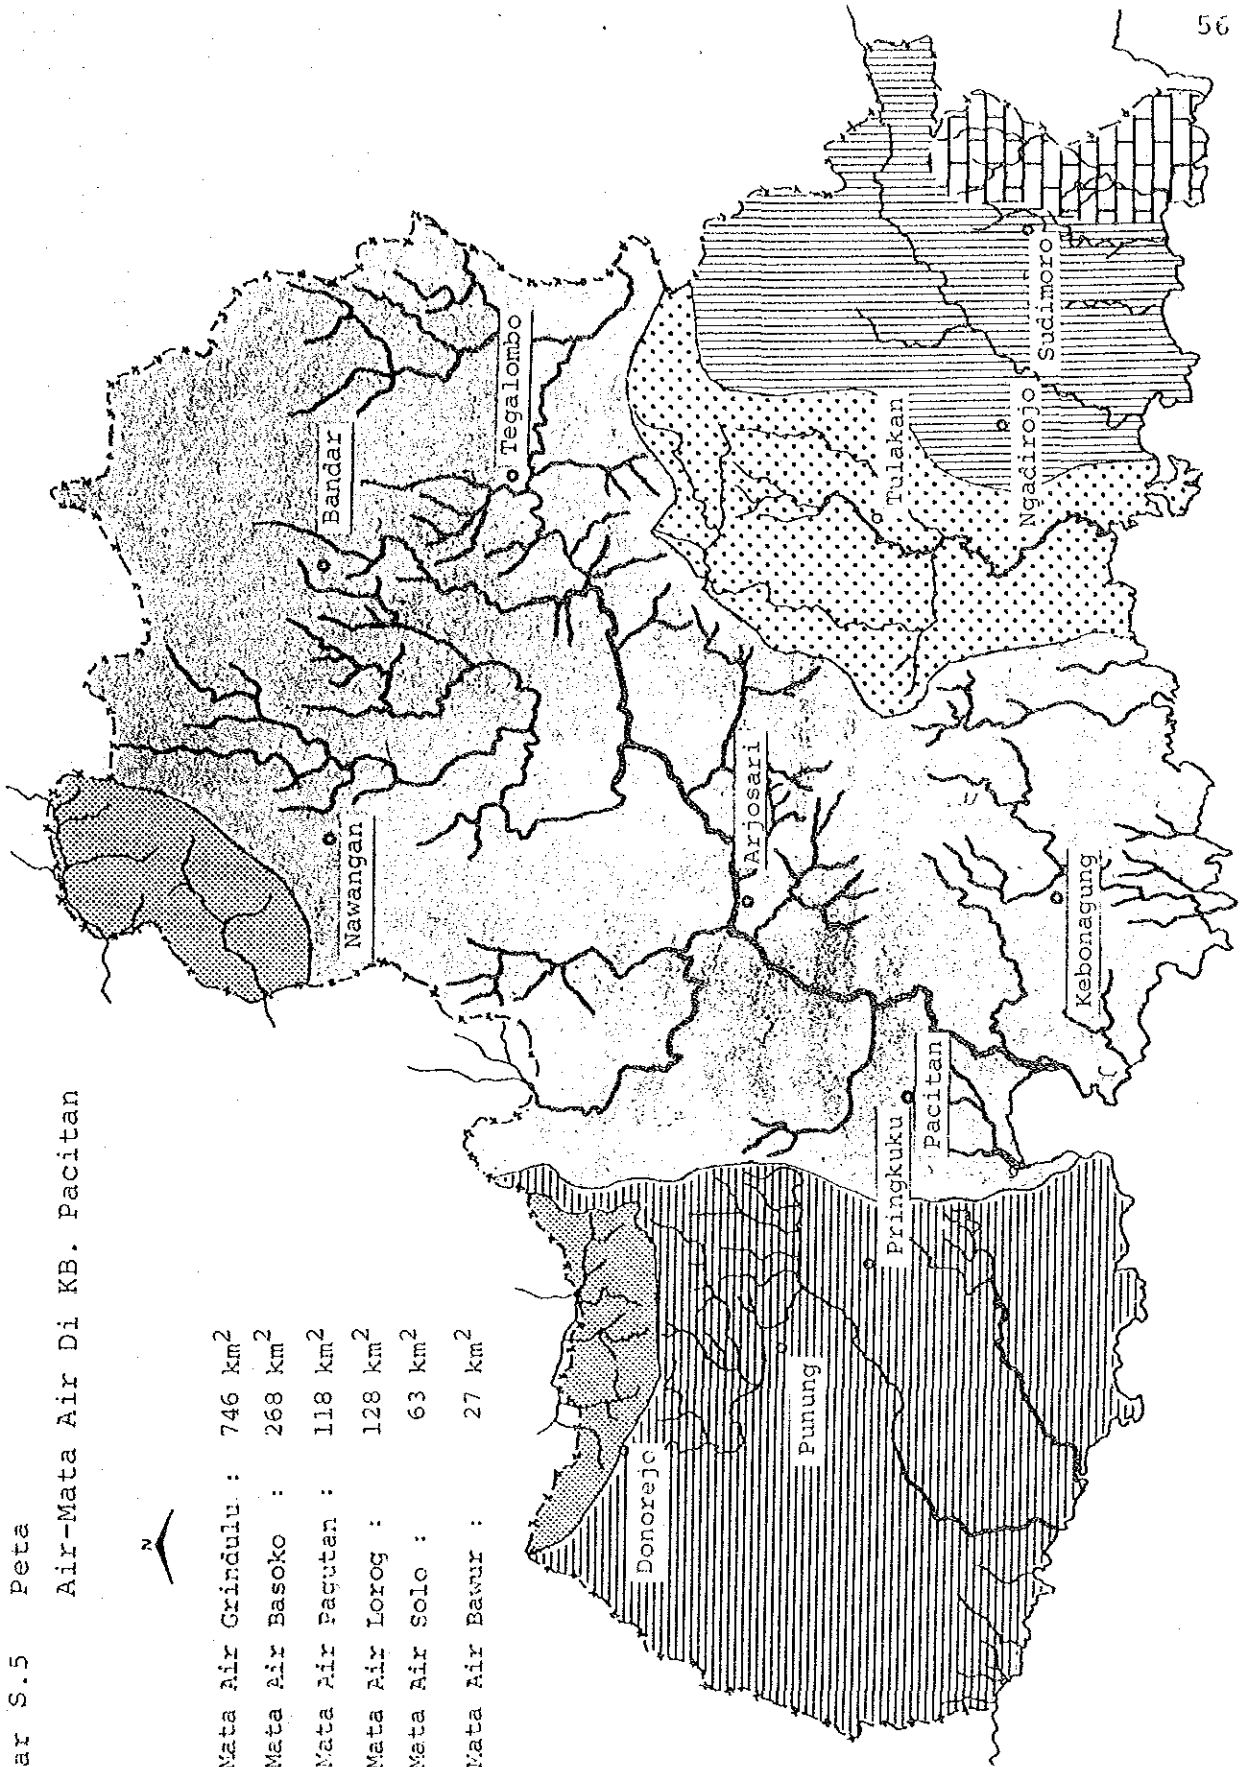 56
ar S.5 Peta
Air-Mata Air Di KB. Pacitan
N
Mata Air Grindulu : 746 km²
Mata Air Basoko : 268 km²
Mata Air Pagutan : 118 km²
Mata Air Lorog : 128 km²
Mata Air Solo : 63 km²
Mata Air Bawur : 27 km²
Nawangan
Bandar
Tegalombo
Arjosari
Tulakan
Ngadirojo
Sudimoro
Kebonagung
Pacitan
Pringkuku
Punung
Donorejo